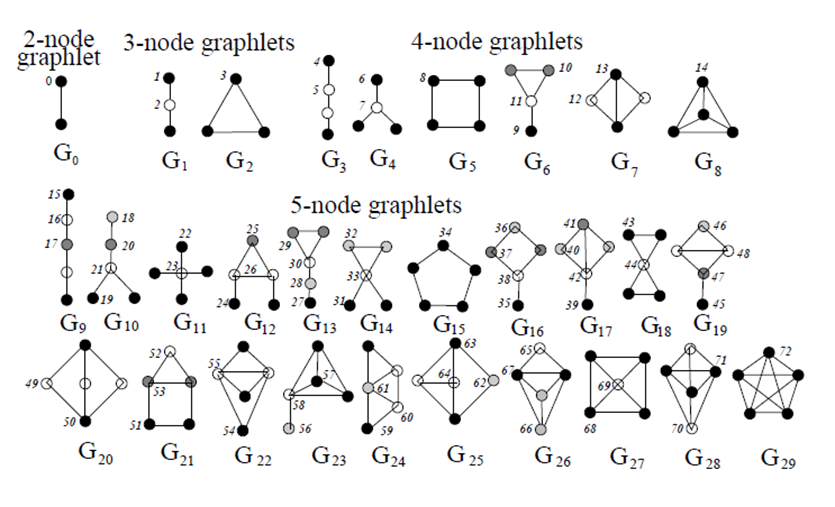 2-node
graphlet
3-node graphlets
4-node graphlets
0
1
2
3
4
5
6
7
8
9
10
11
12
13
14
G0
G1
G2
G3
G4
G5
G6
G7
G8
5-node graphlets
15
16
17
18
20
21
19
22
23
25
26
24
29
30
28
27
32
33
31
34
36
37
38
35
41
40
42
39
43
44
46
48
47
45
G9
G10
G11
G12
G13
G14
G15
G16
G17
G18
G19
49
50
52
53
51
55
54
57
58
56
61
60
59
63
64
62
65
67
66
69
68
71
70
72
G20
G21
G22
G23
G24
G25
G26
G27
G28
G29